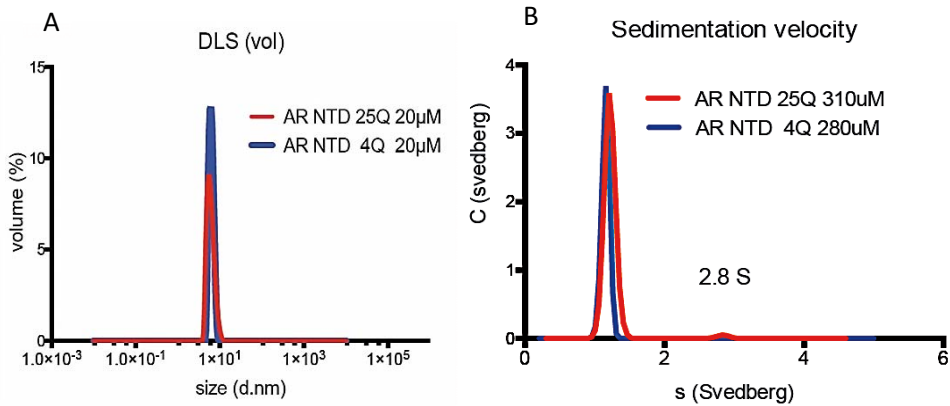 A
DLS (vol)
15
10
5
0
volume (%)
AR NTD 25Q 20μM
AR NTD 4Q 20μM
1.0×10-3
1.0×10-1
1.0×101
1×103
1×105
size (d.nm)
B
Sedimentation velocity
4
3
2
1
0
C (svedberg)
AR NTD 25Q 310uM
AR NTD 4Q 280uM
2.8 S
0
2
4
6
s (Svedberg)